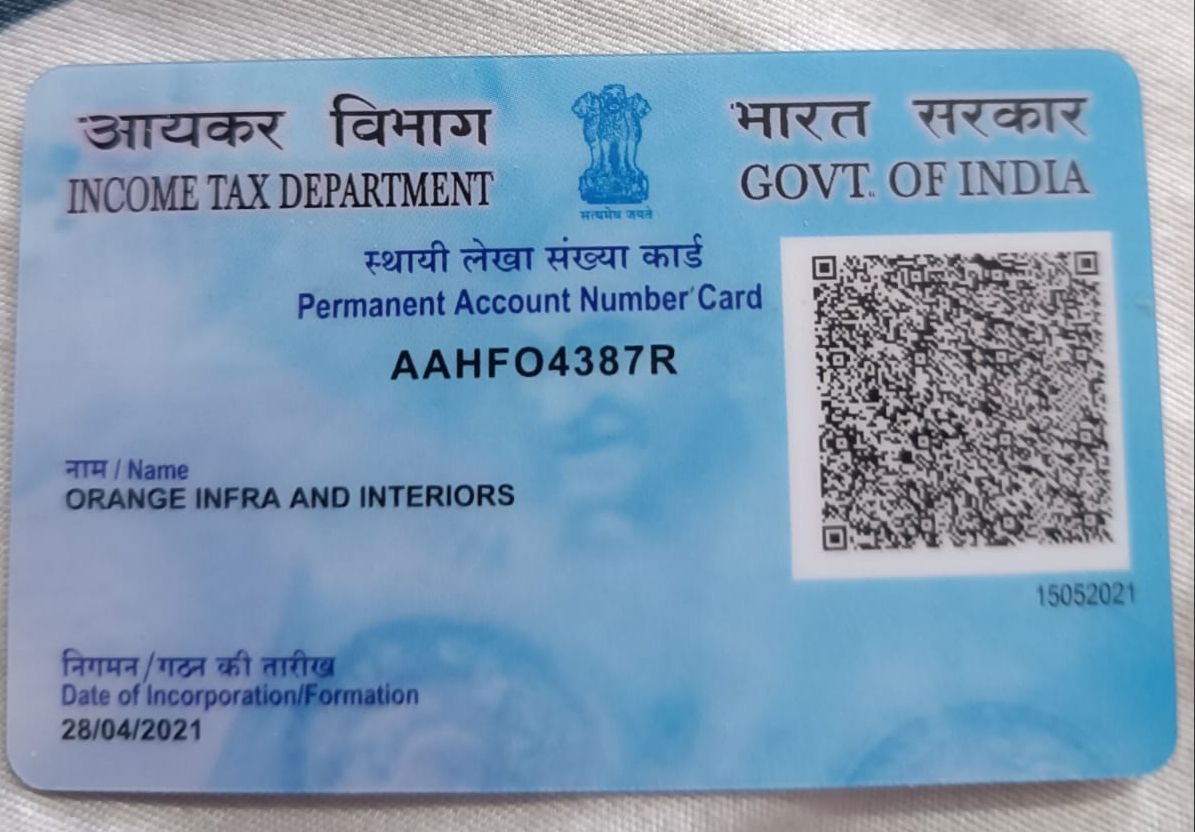 आयकर विभाग
INCOME TAX DEPARTMENT
सत्यमेव जयते
भारत सरकार
GOVT. OF INDIA
स्थायी लेखा संख्या कार्ड
Permanent Account Number Card
AAHFO4387R
नाम / Name
ORANGE INFRA AND INTERIORS
15052021
निगमन/गठन की तारीख
Date of Incorporation/Formation
28/04/2021